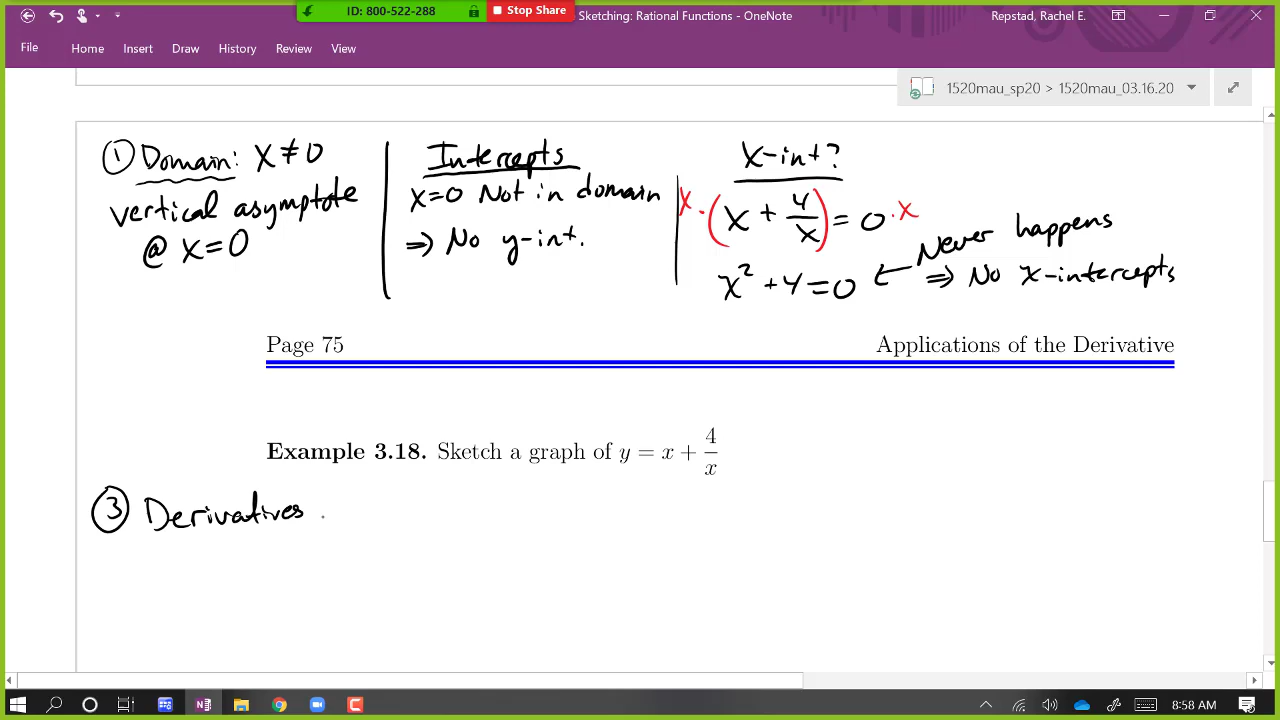 ID: 800-522-288
Stop Share
Sketching: Rational Functions - OneNote
Repstad, Rachel E.
File Home Insert Draw History Review View
1520mau_sp20 > 1520mau_03.16.20
① Domain: x ≠ 0
vertical asymptote
@ x=0
Intercepts
x=0 Not in domain
⇒ No y-int.
X-int?
x · (x + 4/x) = 0 · x
x² + 4 = 0
← Never happens
⇒ No x-intercepts
Page 75 Applications of the Derivative
Example 3.18. Sketch a graph of y = x + 4/x
③ Derivatives
8:58 AM